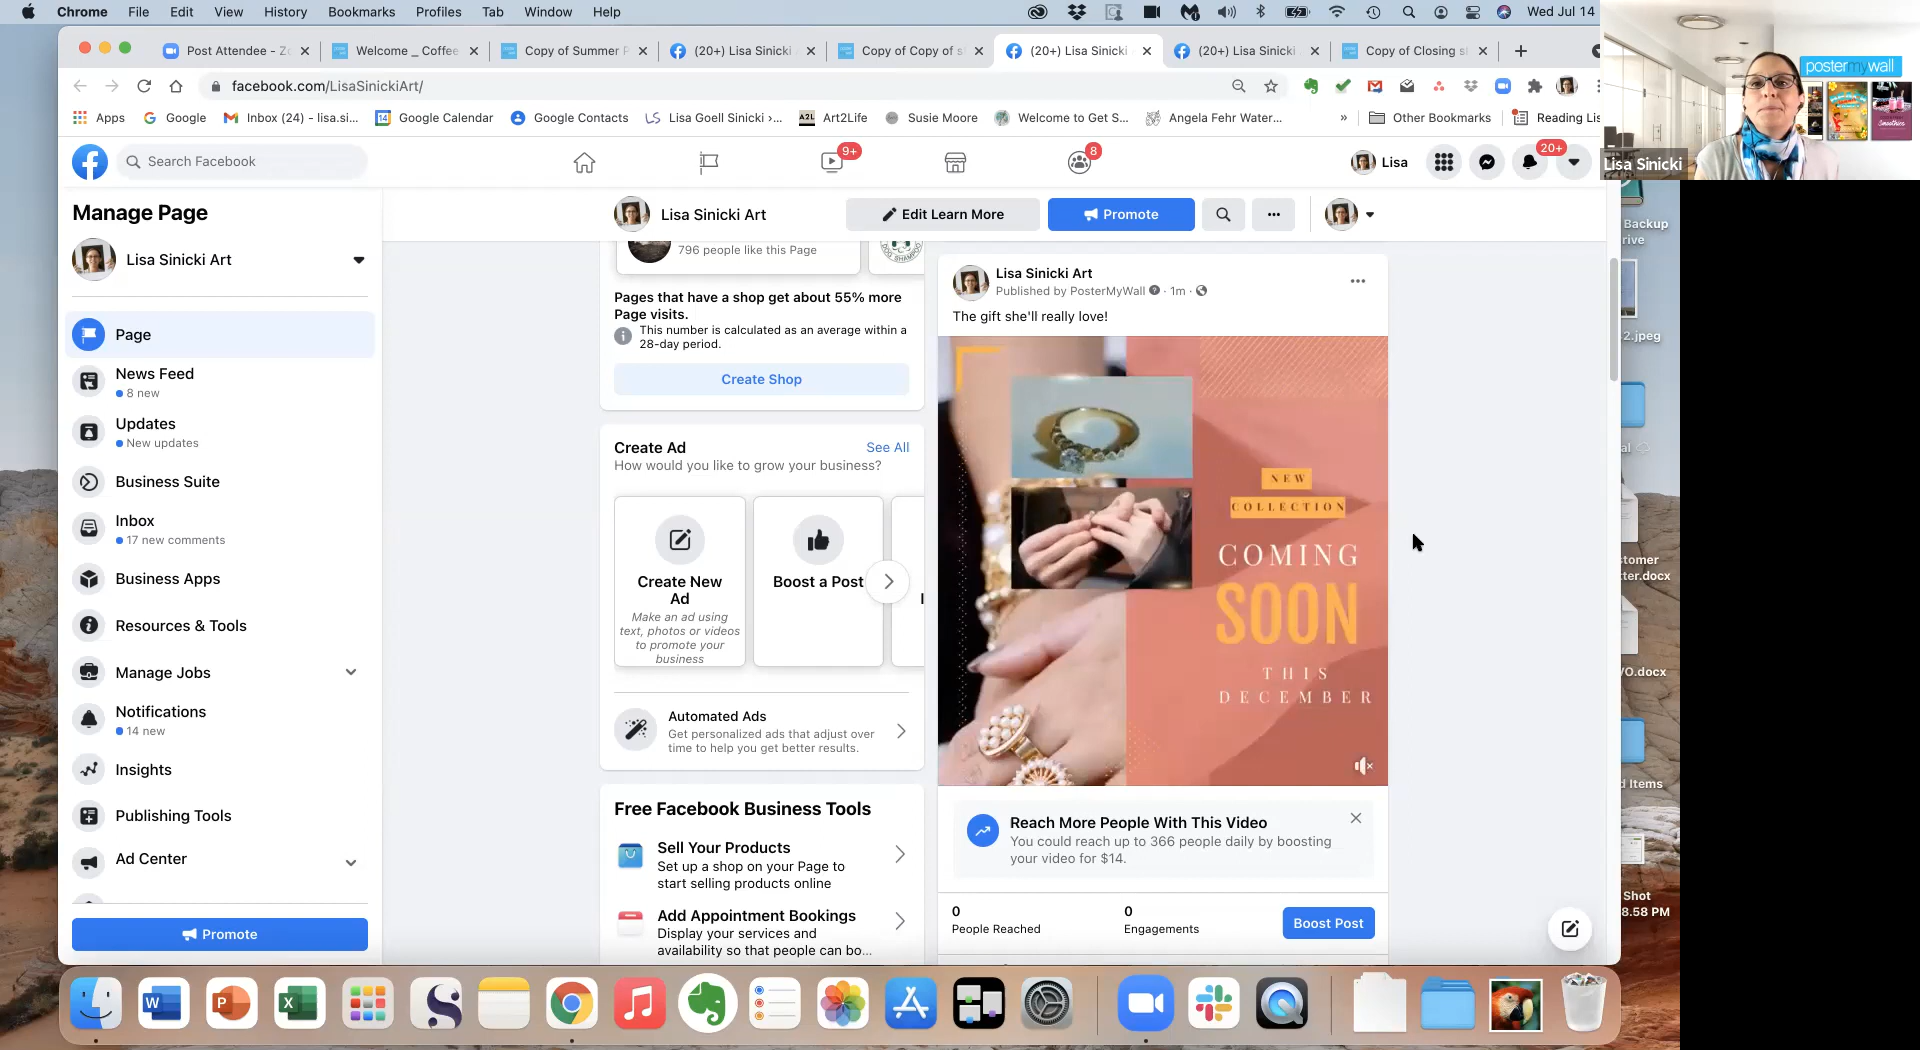 Chrome File Edit View History Bookmarks Profiles Tab Window Help
Wed Jul 14
Post Attendee - Zo
Welcome _ Coffee
Copy of Summer P
(20+) Lisa Sinicki
Copy of Copy of s
(20+) Lisa Sinicki
(20+) Lisa Sinicki
Copy of Closing sl
facebook.com/LisaSinickiArt/
Apps
Google
Inbox (24) - lisa.si...
Google Calendar
Google Contacts
Lisa Goell Sinicki ›...
Art2Life
Susie Moore
Welcome to Get S...
Angela Fehr Water...
»
Other Bookmarks
Reading Lis
postermywall
Smoothies
Lisa Sinicki
Search Facebook
9+
8
Lisa
20+
Manage Page
Lisa Sinicki Art
Page
News Feed
8 new
Updates
New updates
Business Suite
Inbox
17 new comments
Business Apps
Resources & Tools
Manage Jobs
Notifications
14 new
Insights
Publishing Tools
Ad Center
Promote
Lisa Sinicki Art
Edit Learn More
Promote
796 people like this Page
DOG SHAMPOO
Pages that have a shop get about 55% more
Page visits.
This number is calculated as an average within a
28-day period.
Create Shop
Create Ad
See All
How would you like to grow your business?
Create New
Ad
Make an ad using
text, photos or videos
to promote your
business
Boost a Post
Automated Ads
Get personalized ads that adjust over
time to help you get better results.
Free Facebook Business Tools
Sell Your Products
Set up a shop on your Page to
start selling products online
Add Appointment Bookings
Display your services and
availability so that people can bo...
Lisa Sinicki Art
Published by PosterMyWall · 1m ·
The gift she'll really love!
NEW
COLLECTION
COMING
SOON
THIS
DECEMBER
Reach More People With This Video
You could reach up to 366 people daily by boosting
your video for $14.
0
People Reached
0
Engagements
Boost Post
Backup
rive
2.jpeg
al
tomer
ter.docx
VO.docx
d Items
Shot
8.58 PM